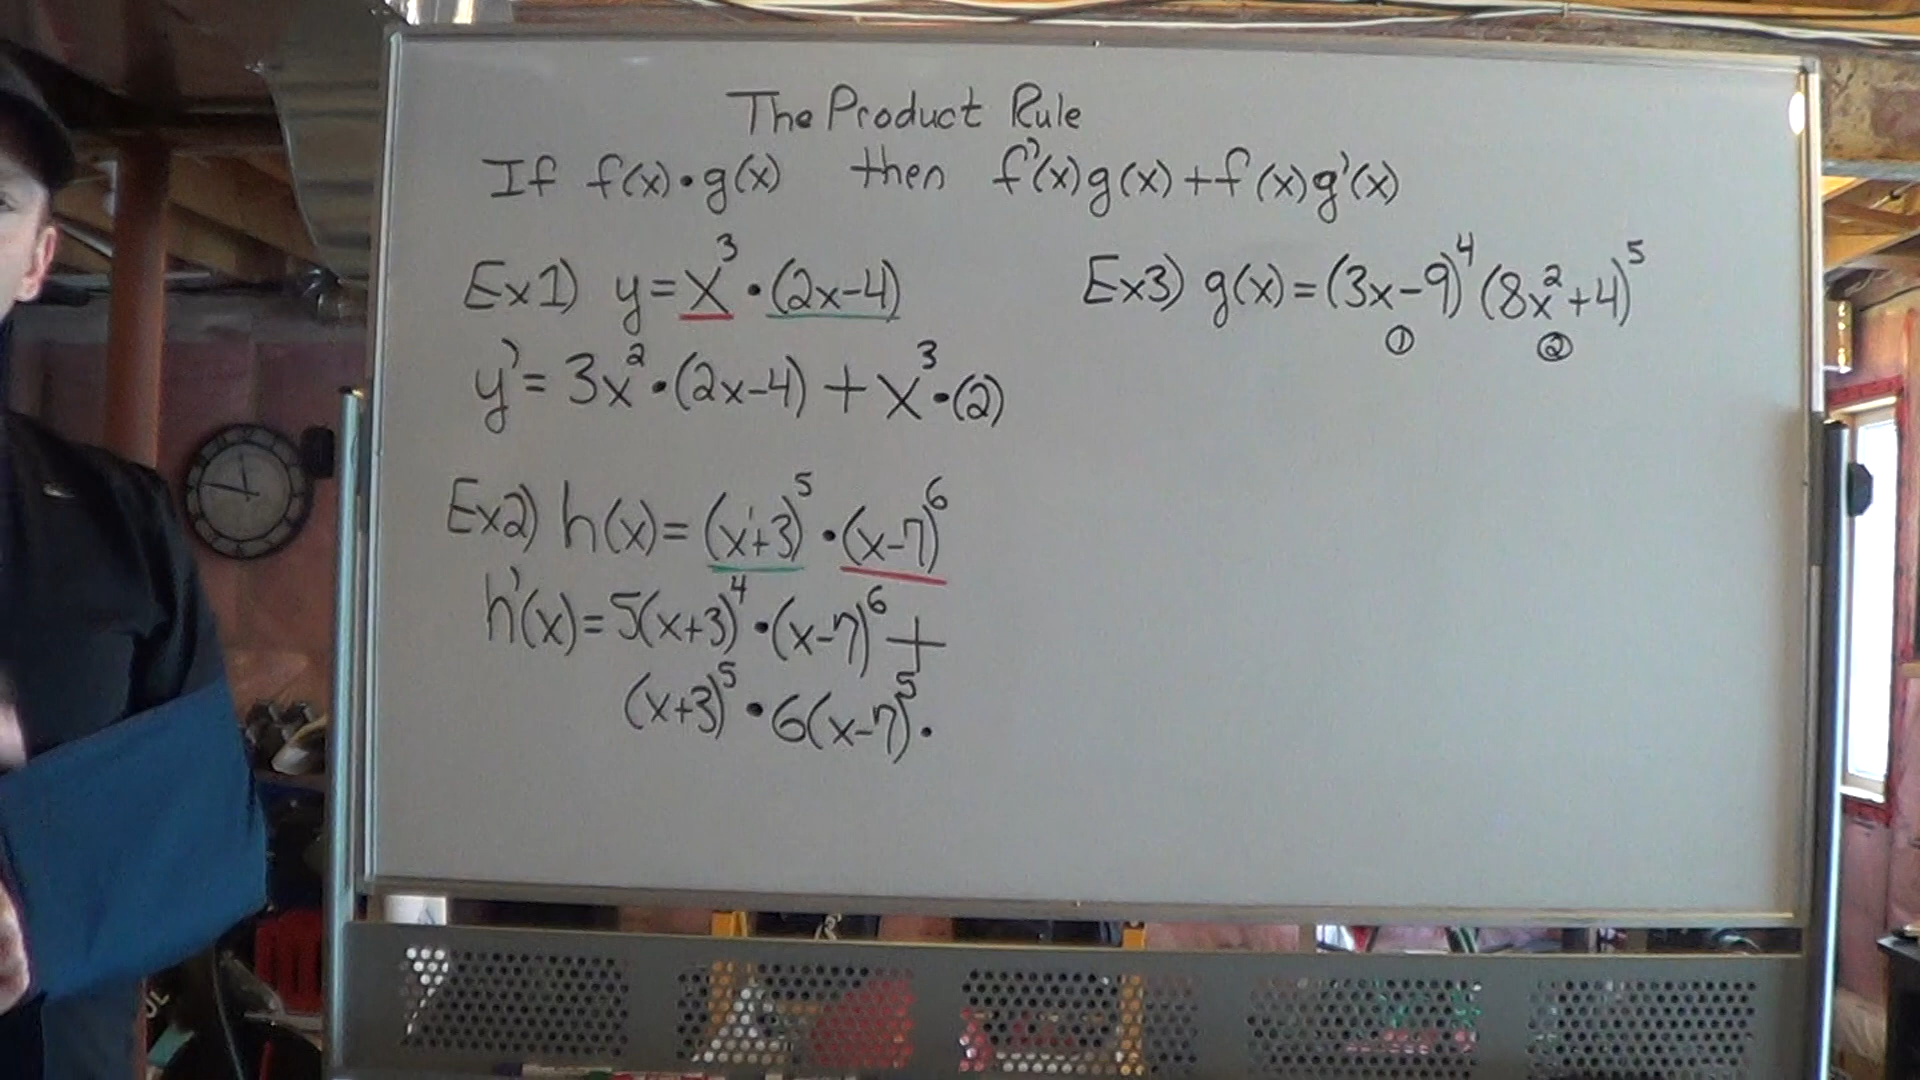 The Product Rule
If f(x)•g(x) then f'(x)g(x)+f(x)g'(x)
Ex1) y=x³•(2x-4)
y'=3x²•(2x-4)+x³•(2)
Ex2) h(x)=(x¹+3)⁵•(x-7)⁶
h'(x)=5(x+3)⁴•(x-7)⁶+
(x+3)⁵•6(x-7)⁵•
Ex3) g(x)=(3x-9)⁴(8x²+4)⁵
① ②